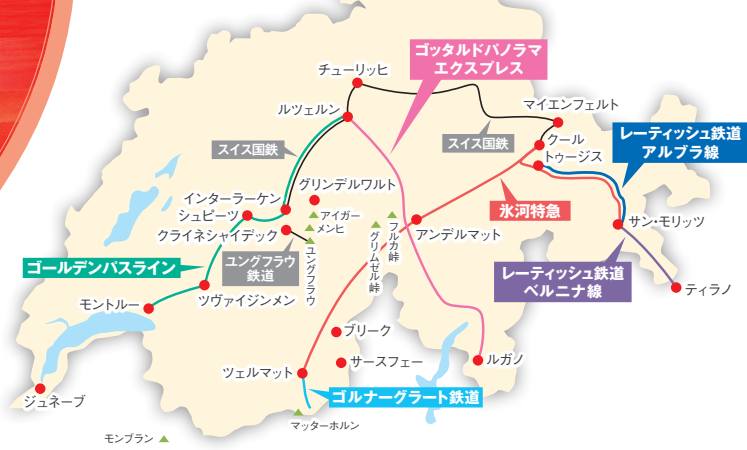 ゴッタルドパノラマ
エクスプレス
チューリッヒ
ルツェルン
マイエンフェルト
スイス国鉄
スイス国鉄
クール
トゥージス
レーティッシュ鉄道
アルブラ線
グリンデルワルト
インターラーケン
シュピーツ
アイガー
メンヒ
クライネシャイデック
ユングフラウ
グリムゼル峠
フルカ峠
アンデルマット
氷河特急
サン・モリッツ
ゴールデンパスライン
ユングフラウ
鉄道
レーティッシュ鉄道
ベルニナ線
ティラノ
モントルー
ツヴァイジンメン
ブリーク
サースフェー
ルガノ
ツェルマット
ゴルナーグラート鉄道
ジュネーブ
マッターホルン
モンブラン